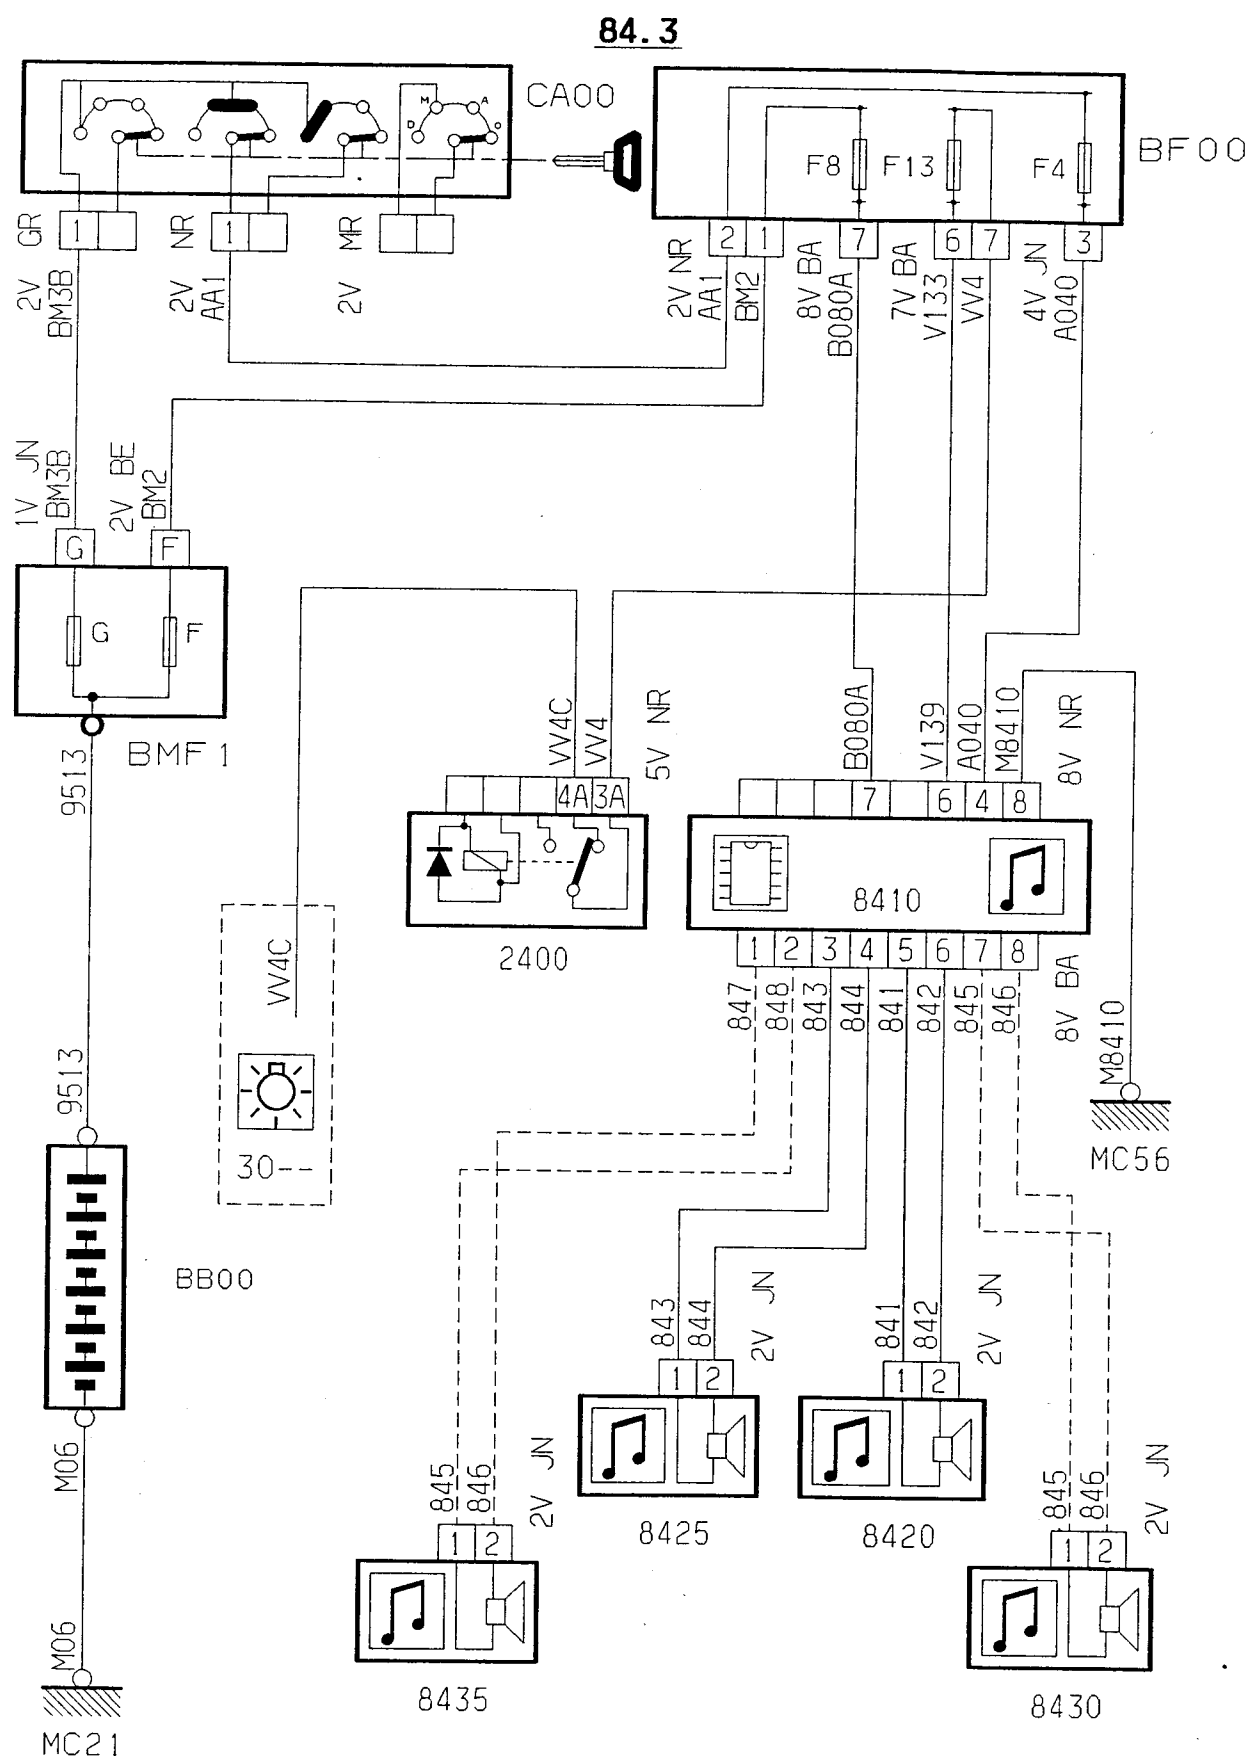 84.3
CA00
M A
D O
BF00
F8 F13 F4
GR 1
NR 1
MR
2 1
7
6 7
3
2V
BM3B
2V
AA1
2V
2V NR
AA1
BM2
8V BA
B080A
7V BA
V133
VV4
4V JN
A040
1V JN
BM3B
2V BE
BM2
G F
G F
BMF1
9513
VV4C
VV4
5V NR
B080A
V139
A040
M8410
8V NR
4A 3A
7 6 4 8
2400
8410
1 2 3 4 5 6 7 8
847
848
843
844
841
842
845
846
8V BA
M8410
MC56
VV4C
30--
9513
BB00
M06
M06
MC21
843
844
2V JN
1 2
8425
841
842
2V JN
1 2
8420
845
846
2V JN
1 2
8435
845
846
2V JN
1 2
8430